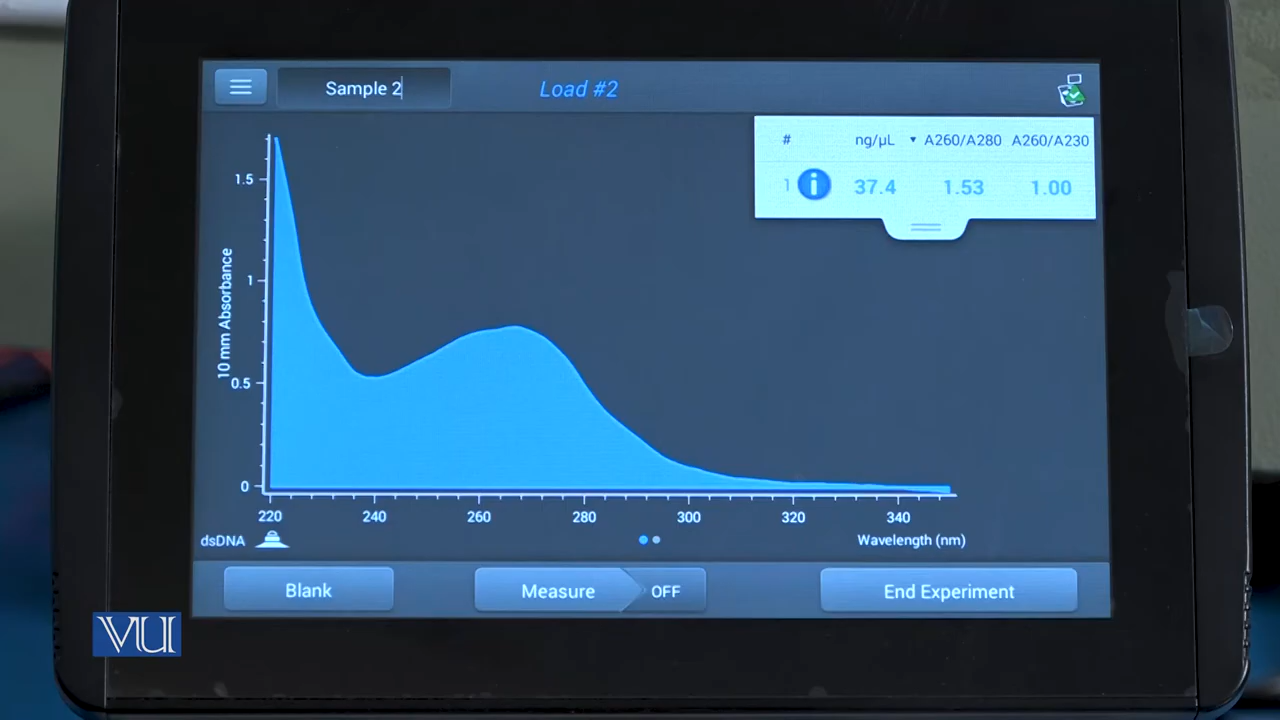 Sample 2
Load #2
# ng/µL A260/A280 A260/A230
1 i 37.4 1.53 1.00
10 mm Absorbance
1.5
1
0.5
0
220 240 260 280 300 320 340
dsDNA
Wavelength (nm)
Blank
Measure
OFF
End Experiment
VU